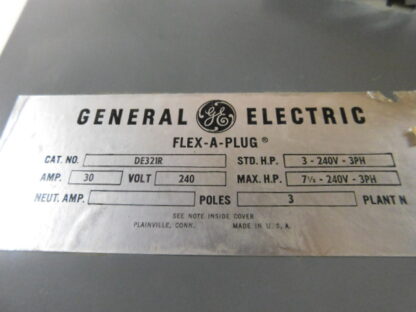 GENERAL GE ELECTRIC
FLEX-A-PLUG ®
CAT. NO. DE321R STD. H.P. 3 - 240V - 3PH
AMP. 30 VOLT 240 MAX. H.P. 7½ - 240V - 3PH
NEUT. AMP. POLES 3 PLANT N
SEE NOTE INSIDE COVER
PLAINVILLE, CONN. MADE IN U. S. A.